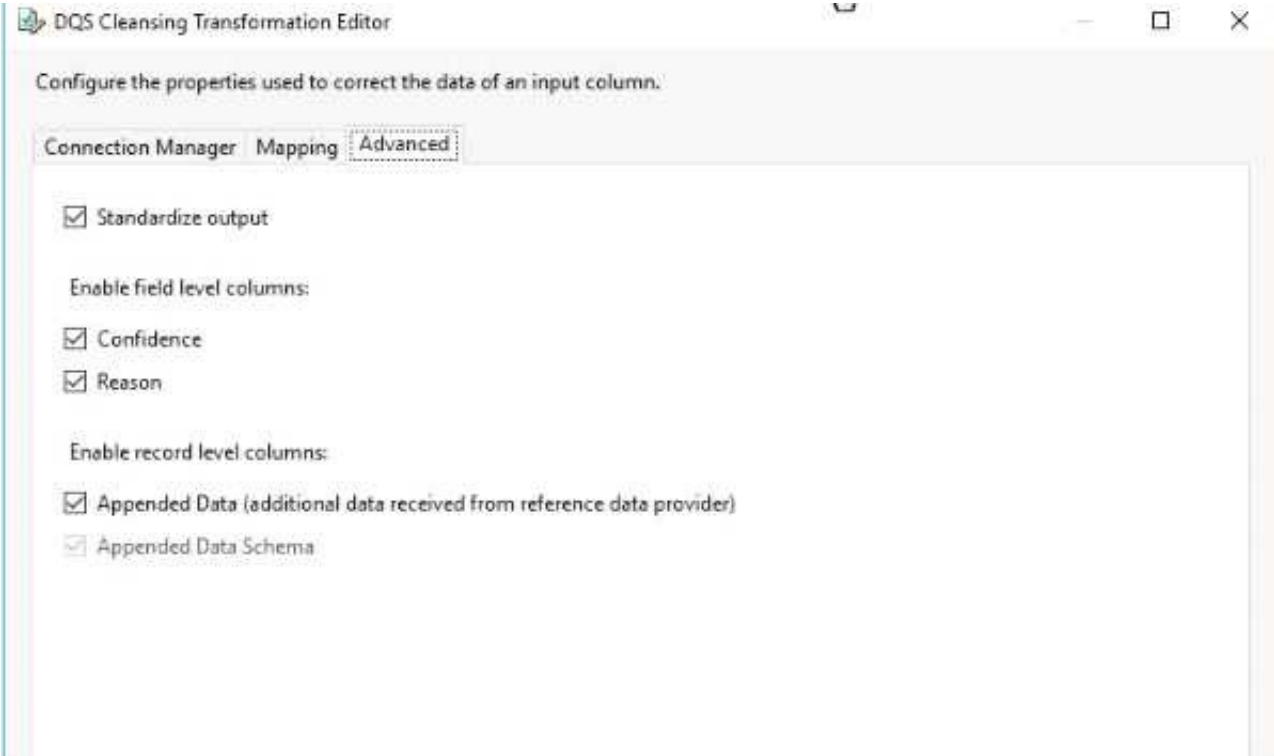 DQS Cleansing Transformation Editor
Configure the properties used to correct the data of an input column.
Connection Manager Mapping Advanced
Standardize output
Enable field level columns:
Confidence
Reason
Enable record level columns:
Appended Data (additional data received from reference data provider)
Appended Data Schema